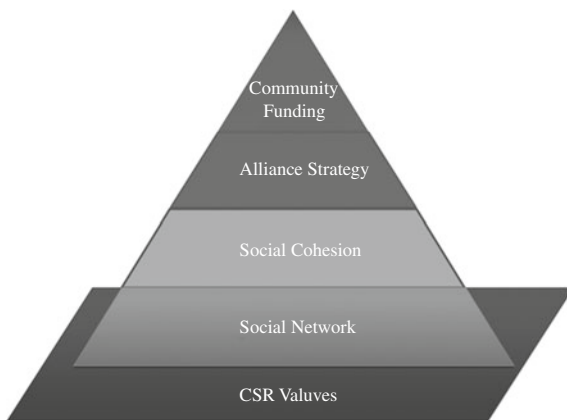 Community
Funding
Alliance Strategy
Social Cohesion
Social Network
CSR Valuves